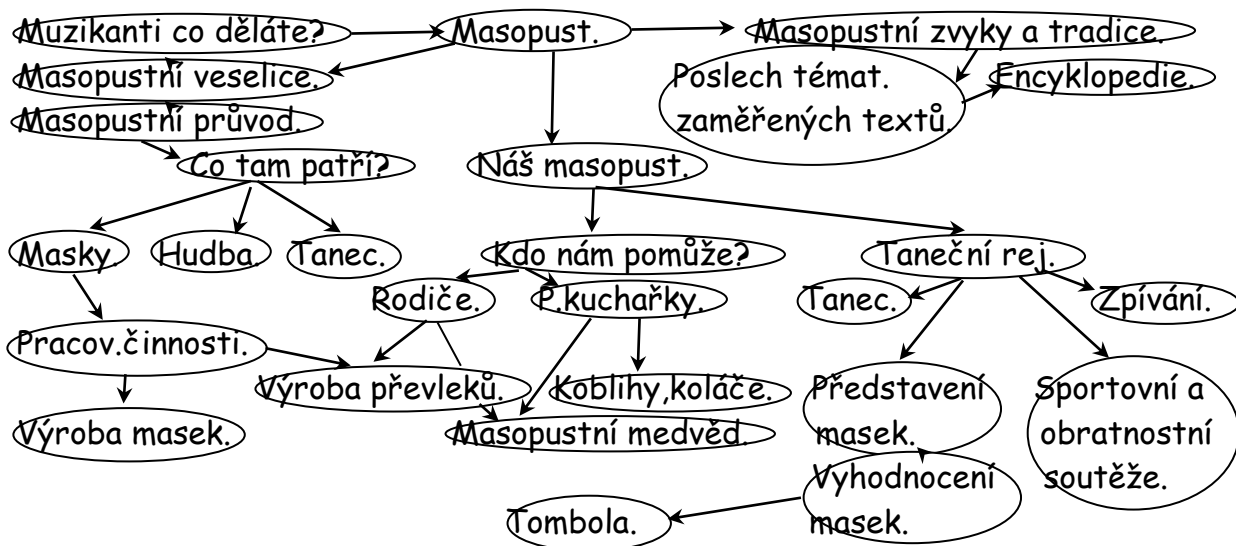 Muzikanti co děláte?
Masopust.
Masopustní zvyky a tradice.
Masopustní veselice.
Poslech témat.
zaměřených textů.
Encyklopedie.
Masopustní průvod.
Co tam patří?
Náš masopust.
Masky.
Hudba.
Tanec.
Kdo nám pomůže?
Taneční rej.
Rodiče.
P.kuchařky.
Tanec.
Zpívání.
Pracov.činnosti.
Výroba převleků.
Koblihy,koláče.
Představení
masek.
Sportovní a
obratnostní
soutěže.
Výroba masek.
Masopustní medvěd.
Vyhodnocení
masek.
Tombola.